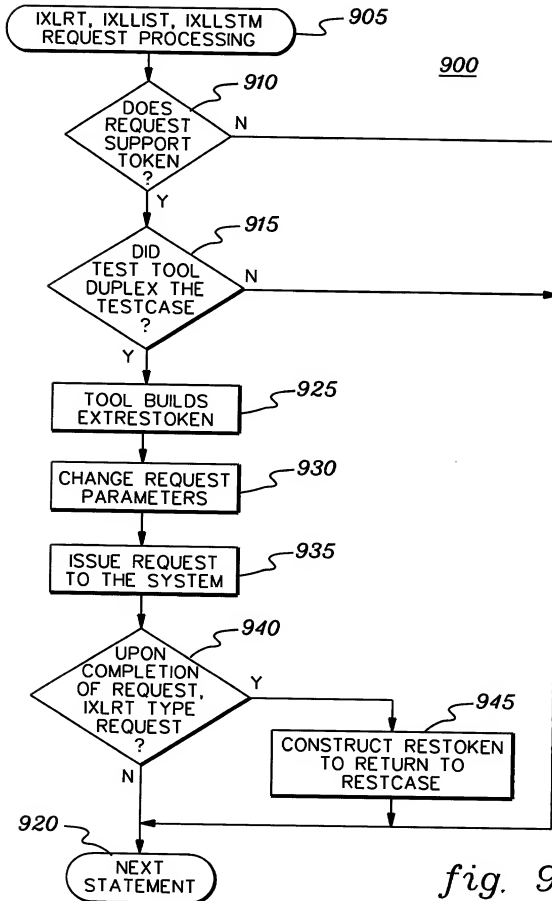 IXLRT, IXLLIST, IXLLSTM
REQUEST PROCESSING
905
900
910
DOES
REQUEST
SUPPORT
TOKEN
?
N
Y
915
DID
TEST TOOL
DUPLEX THE
TESTCASE
?
N
Y
925
TOOL BUILDS
EXTRESTOKEN
930
CHANGE REQUEST
PARAMETERS
935
ISSUE REQUEST
TO THE SYSTEM
940
UPON
COMPLETION
OF REQUEST,
IXLRT TYPE
REQUEST
?
Y
N
945
CONSTRUCT RESTOKEN
TO RETURN TO
RESTCASE
920
NEXT
STATEMENT
fig. 9